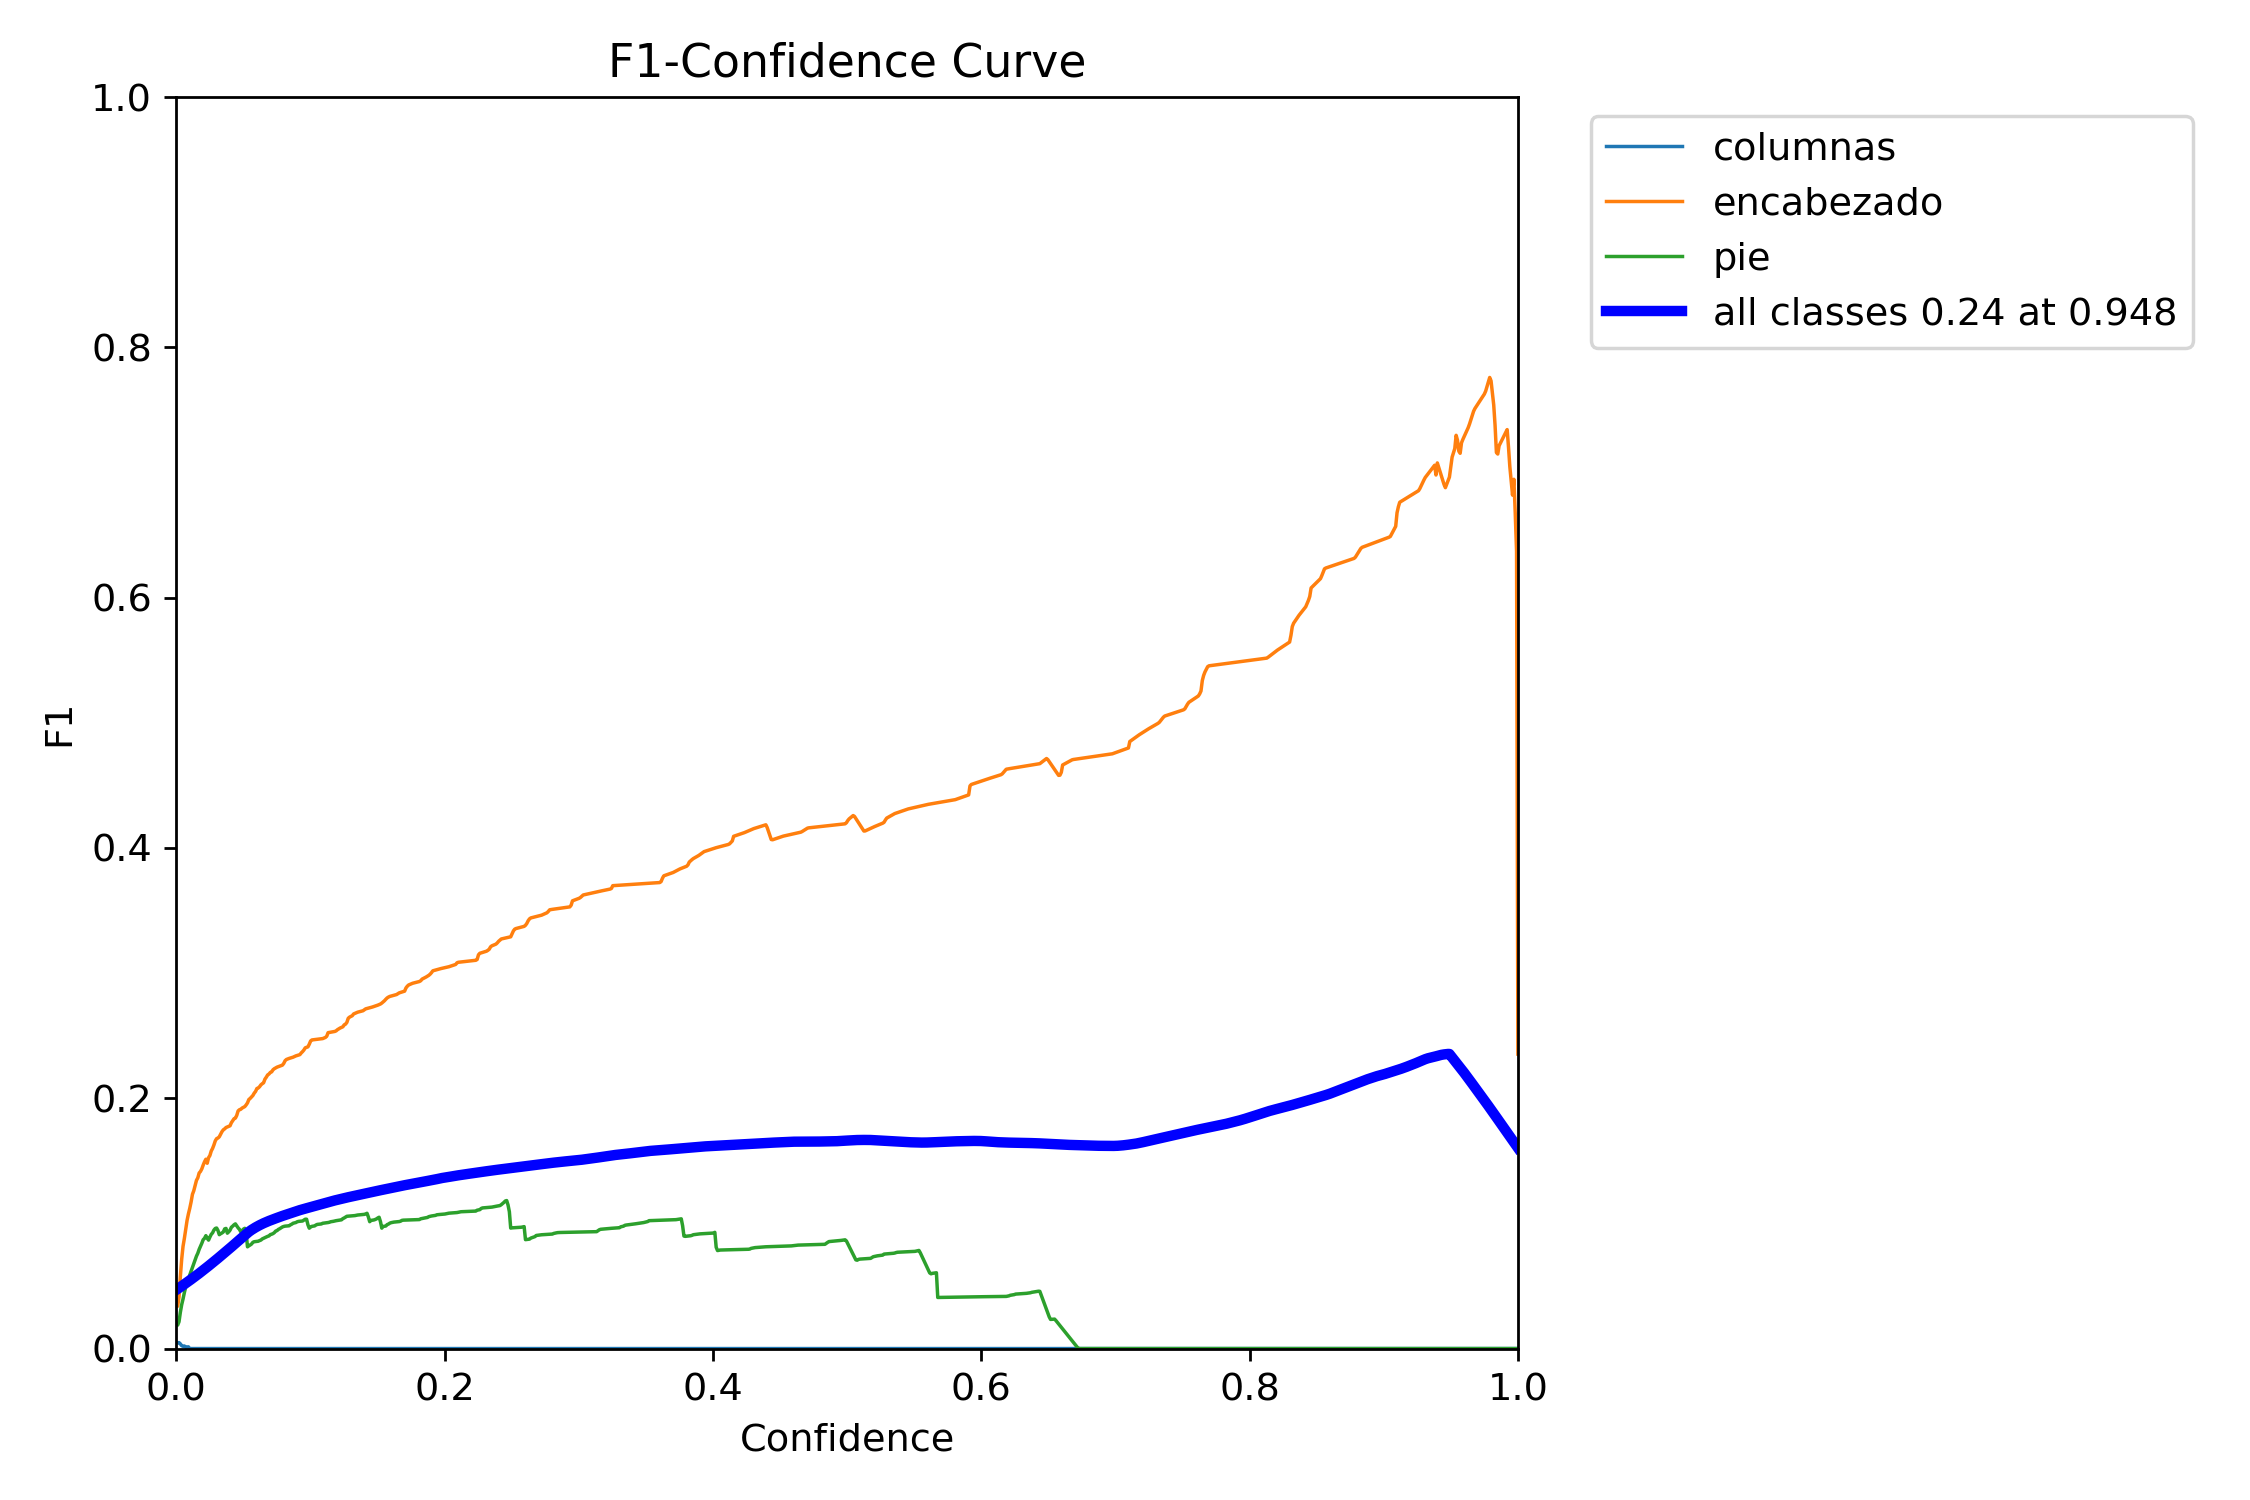 F1-Confidence Curve
1.0
0.8
0.6
0.4
0.2
0.0
F1
0.0 0.2 0.4 0.6 0.8 1.0
Confidence
columnas
encabezado
pie
all classes 0.24 at 0.948